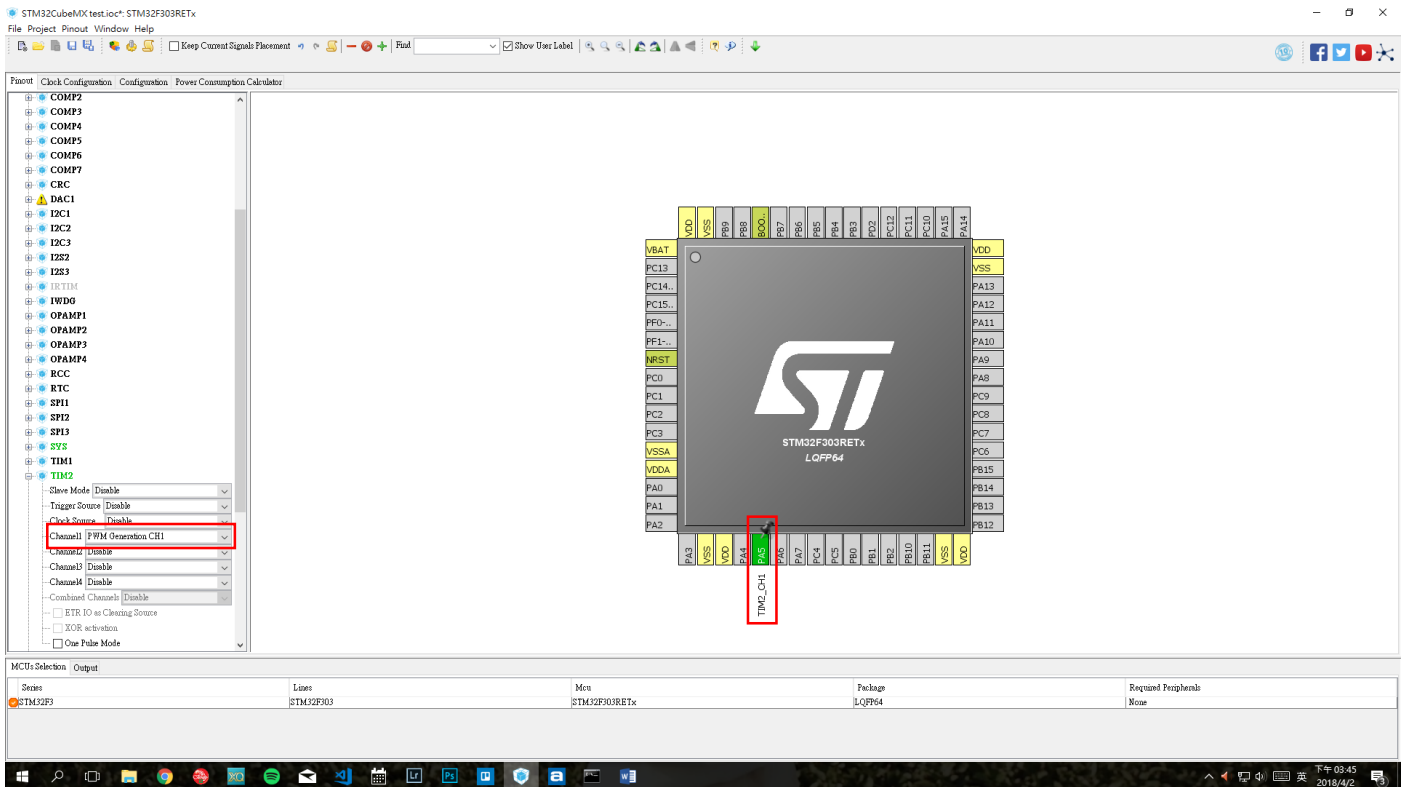 STM32CubeMX test.ioc*: STM32F303RETx
File Project Pinout Window Help
Keep Current Signals Placement Find Show User Label
Pinout Clock Configuration Configuration Power Consumption Calculator
COMP2
COMP3
COMP4
COMP5
COMP6
COMP7
CRC
DAC1
I2C1
I2C2
I2C3
I2S2
I2S3
IRTIM
IWDG
OPAMP1
OPAMP2
OPAMP3
OPAMP4
RCC
RTC
SPI1
SPI2
SPI3
SYS
TIM1
TIM2
Slave Mode Disable
Trigger Source Disable
Clock Source Disable
Channel1 PWM Generation CH1
Channel2 Disable
Channel3 Disable
Channel4 Disable
Combined Channels Disable
ETR IO as Clearing Source
XOR activation
One Pulse Mode
VDD VSS PB9 PB8 BOO.. PB7 PB6 PB5 PB4 PB3 PD2 PC12 PC11 PC10 PA15 PA14
VBAT
PC13
PC14..
PC15..
PF0-..
PF1-..
NRST
PC0
PC1
PC2
PC3
VSSA
VDDA
PA0
PA1
PA2
ST
STM32F303RETx
LQFP64
VDD
VSS
PA13
PA12
PA11
PA10
PA9
PA8
PC9
PC8
PC7
PC6
PB15
PB14
PB13
PB12
PA3 VSS VDD PA4 PA5 PA6 PA7 PC4 PC5 PB0 PB1 PB2 PB10 PB11 VSS VDD
TIM2_CH1
MCUs Selection Output
Series Lines Mcu Package Required Peripherals
STM32F3 STM32F303 STM32F303RETx LQFP64 None
Lr Ps
英
下午 03:45
2018/4/2
3